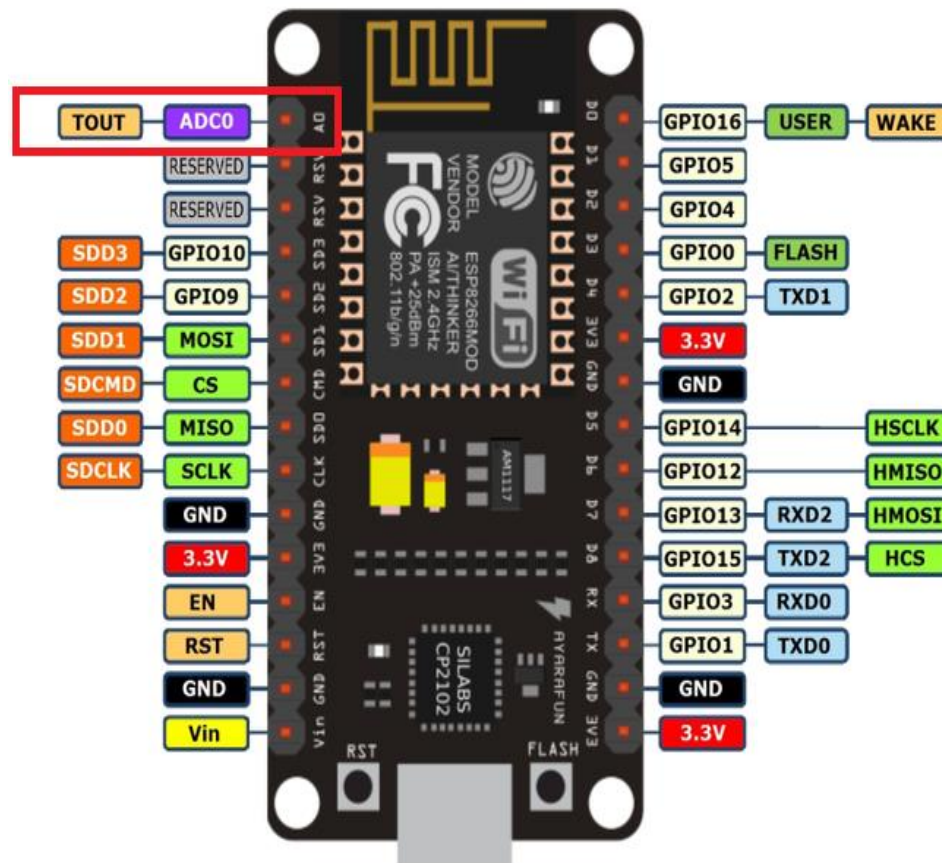 TOUT ADC0 A0 D0 GPIO16 USER WAKE
RESERVED RSV D1 GPIO5
RESERVED RSV D2 GPIO4
SDD3 GPIO10 SD3 D3 GPIO0 FLASH
SDD2 GPIO9 SD2 D4 GPIO2 TXD1
SDD1 MOSI SD1 3V3 3.3V
SDCMD CS CMD GND GND
SDD0 MISO SD0 D5 GPIO14 HSCLK
SDCLK SCLK CLK D6 GPIO12 HMISO
GND GND D7 GPIO13 RXD2 HMOSI
3.3V 3V3 D8 GPIO15 TXD2 HCS
EN EN RX GPIO3 RXD0
RST RST TX GPIO1 TXD0
GND GND GND GND
Vin Vin 3V3 3.3V
MODEL
VENDOR
ESP8266MOD
AI/THINKER
ISM 2.4GHz
PA +25dBm
802.11b/g/n
FC
Wi Fi
AM1117
SILABS
CP2102
AYARAFUN
RST FLASH